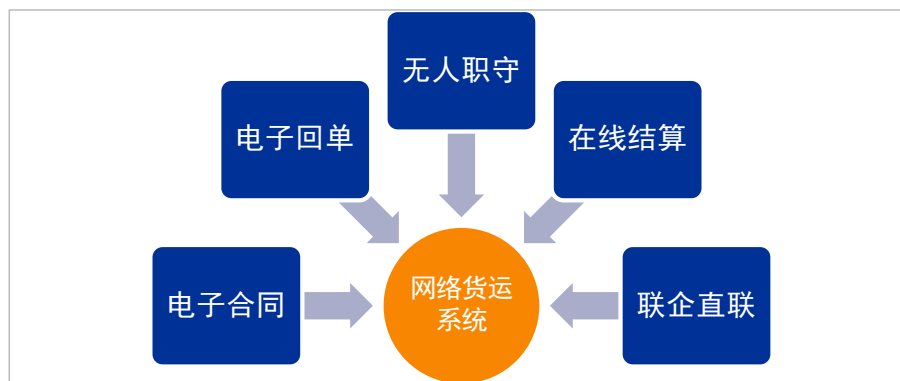 无人职守
电子回单
在线结算
电子合同
网络货运
系统
联企直联